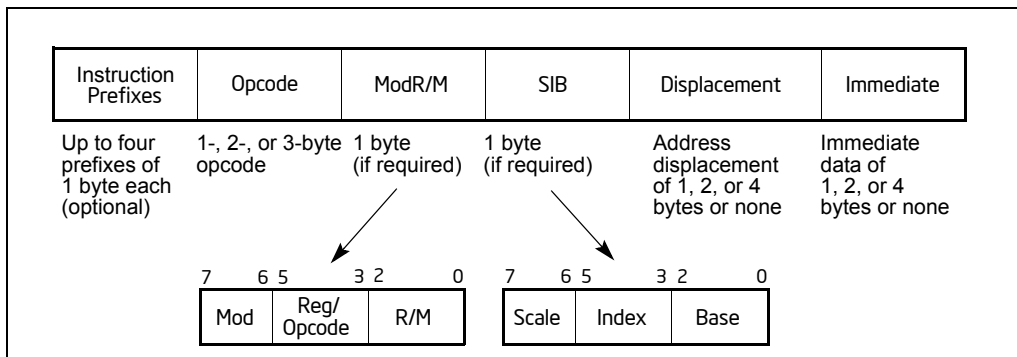 Instruction Prefixes
Opcode
ModR/M
SIB
Displacement
Immediate
Up to four
prefixes of
1 byte each
(optional)
1-, 2-, or 3-byte
opcode
1 byte
(if required)
1 byte
(if required)
Address
displacement
of 1, 2, or 4
bytes or none
Immediate
data of
1, 2, or 4
bytes or none
7 6 5 3 2 0
Mod
Reg/
Opcode
R/M
7 6 5 3 2 0
Scale
Index
Base